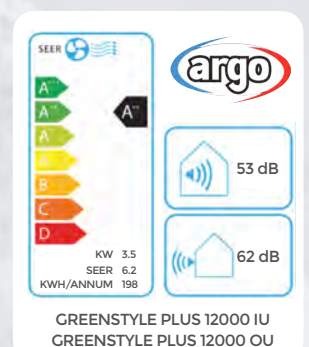 SEER
argo
A+++
A++
A++
A+
A
B
C
D
53 dB
KW 3.5
SEER 6.2
KWH/ANNUM 198
62 dB
GREENSTYLE PLUS 12000 IU
GREENSTYLE PLUS 12000 OU